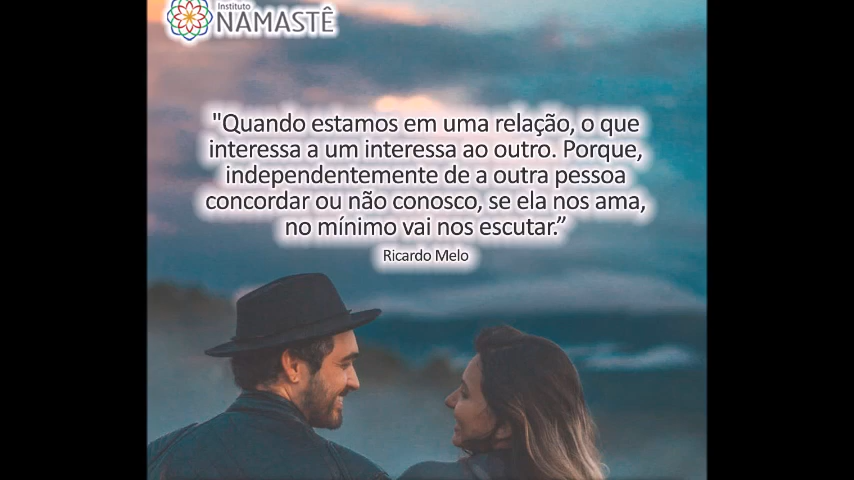 Instituto
NAMASTÊ
"Quando estamos em uma relação, o que
interessa a um interessa ao outro. Porque,
independentemente de a outra pessoa
concordar ou não conosco, se ela nos ama,
no mínimo vai nos escutar.”
Ricardo Melo